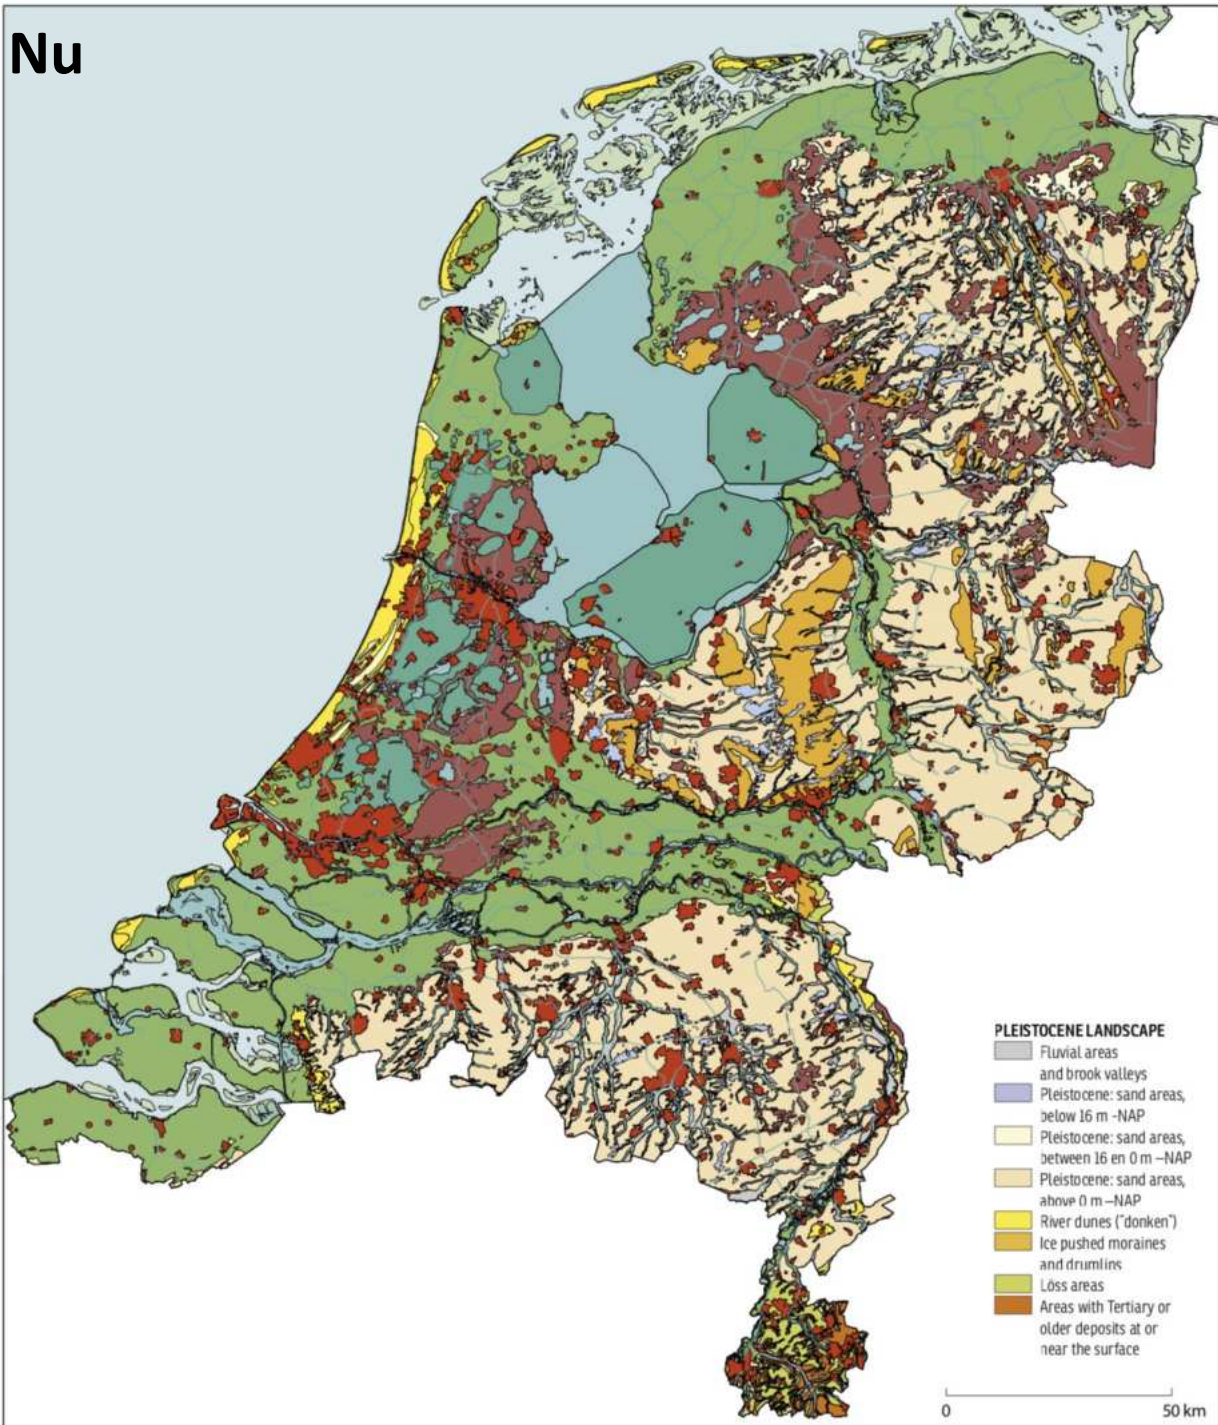 Nu
PLEISTOCENE LANDSCAPE
Fluvial areas
and brook valleys
Pleistocene: sand areas,
below 16 m -NAP
Pleistocene: sand areas,
between 16 en 0 m –NAP
Pleistocene: sand areas,
above 0 m –NAP
River dunes ("donken")
Ice pushed moraines
and drumlins
Löss areas
Areas with Tertiary or
older deposits at or
near the surface
0 50 km